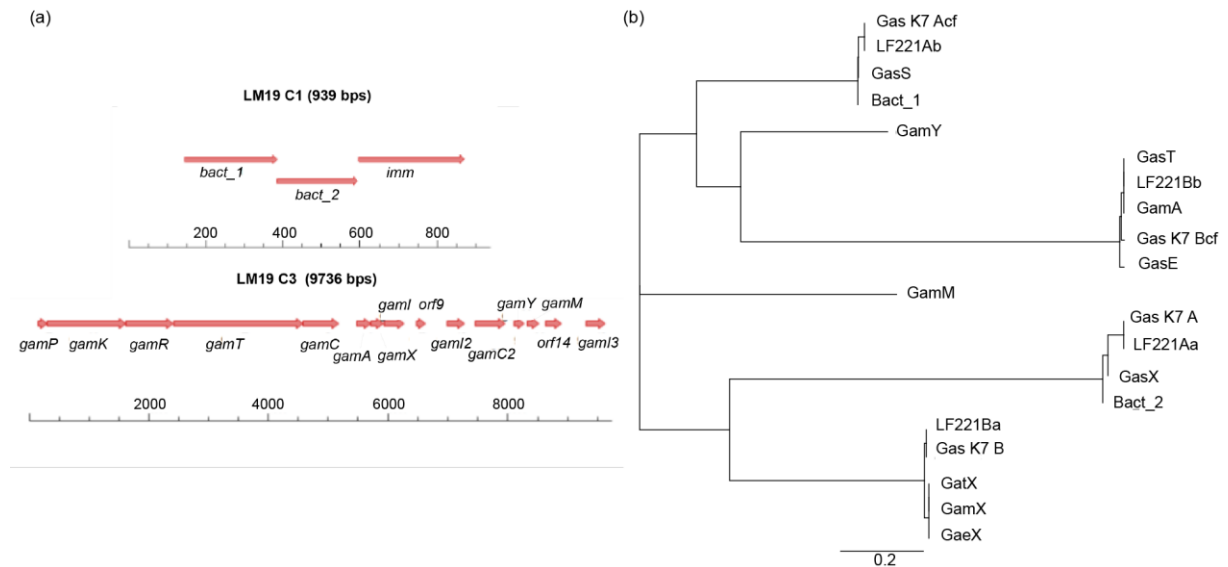 (a)
LM19 C1 (939 bps)
bact_1
bact_2
imm
200 400 600 800
LM19 C3 (9736 bps)
gamI orf9 gamY gamM
gamP gamK gamR gamT gamC gamA gamX gamI2 gamC2 orf14 gamI3
2000 4000 6000 8000
(b)
Gas K7 Acf
LF221Ab
GasS
Bact_1
GamY
GasT
LF221Bb
GamA
Gas K7 Bcf
GasE
GamM
Gas K7 A
LF221Aa
GasX
Bact_2
LF221Ba
Gas K7 B
GatX
GamX
GaeX
0.2